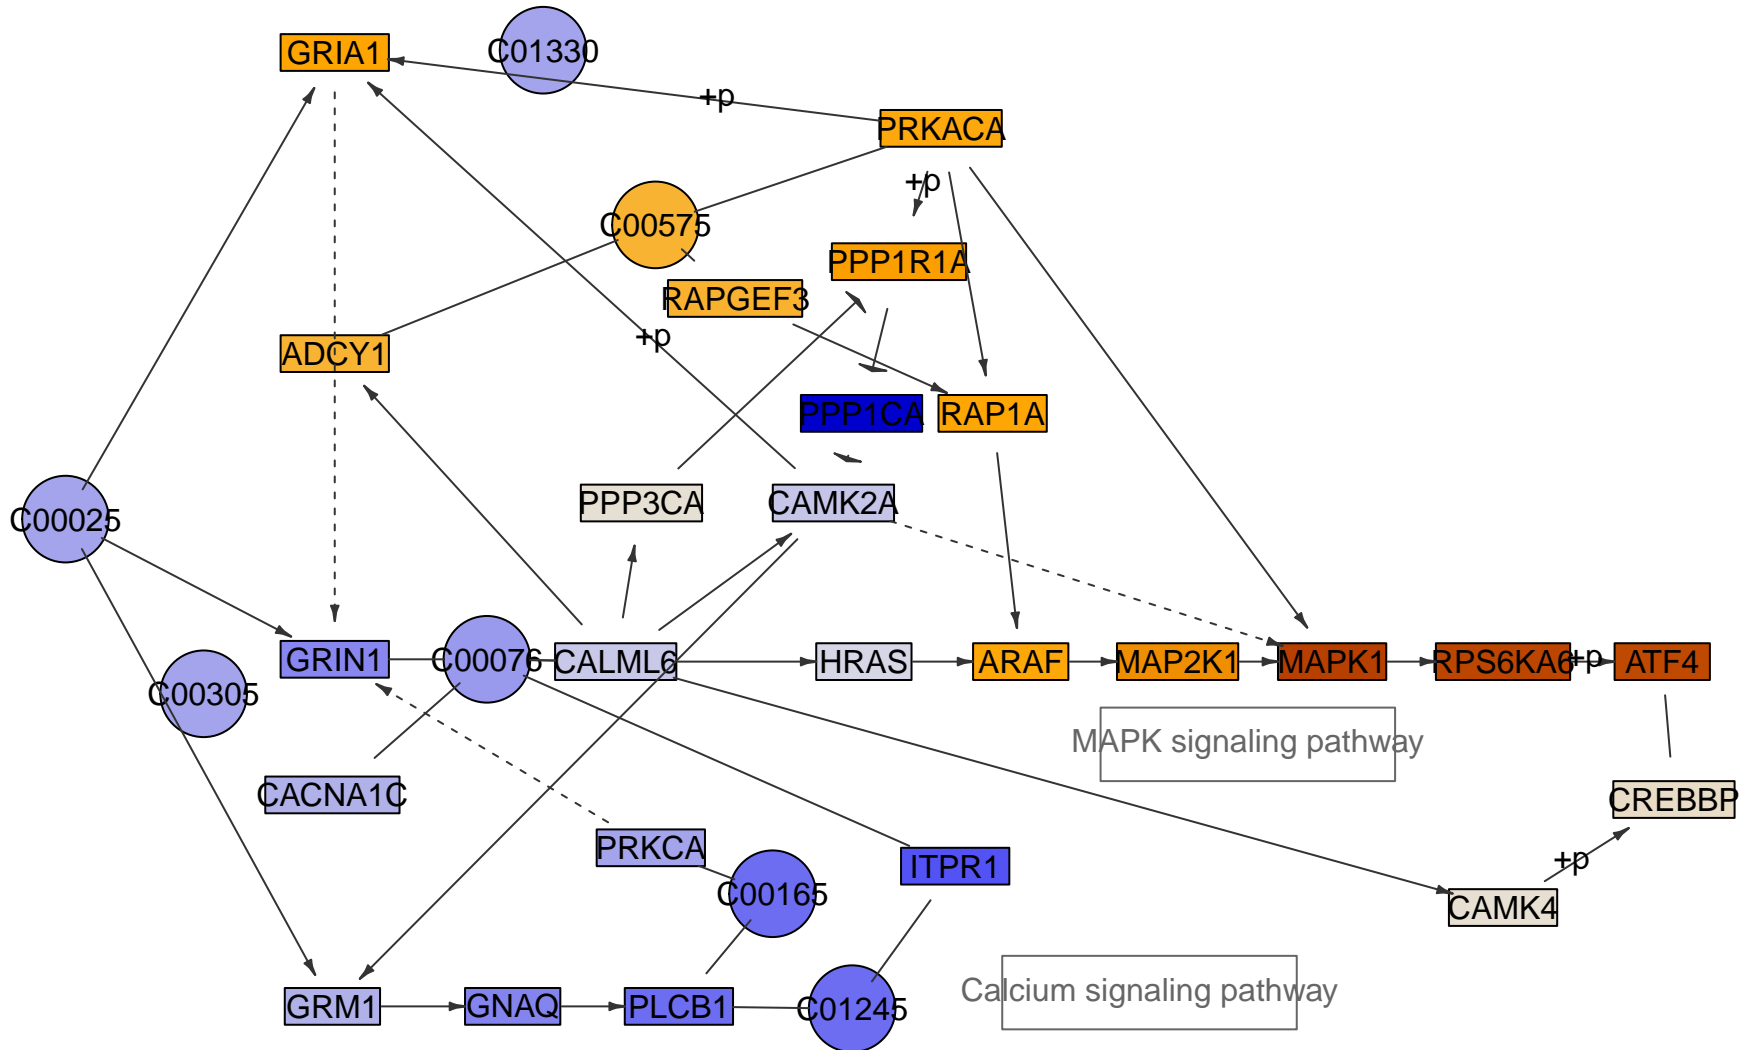 GRIA1
C01330
+p
PRKACA
+p
C00575
PPP1R1A
RAPGEF3
+p
ADCY1
PPP1CA
RAP1A
PPP3CA
CAMK2A
C00025
GRIN1
C00076
CALML6
HRAS
ARAF
MAP2K1
MAPK1
RPS6KA6
+p
ATF4
C00305
MAPK signaling pathway
CACNA1C
CREBBP
PRKCA
ITPR1
+p
C00165
CAMK4
Calcium signaling pathway
GRM1
GNAQ
PLCB1
C01245